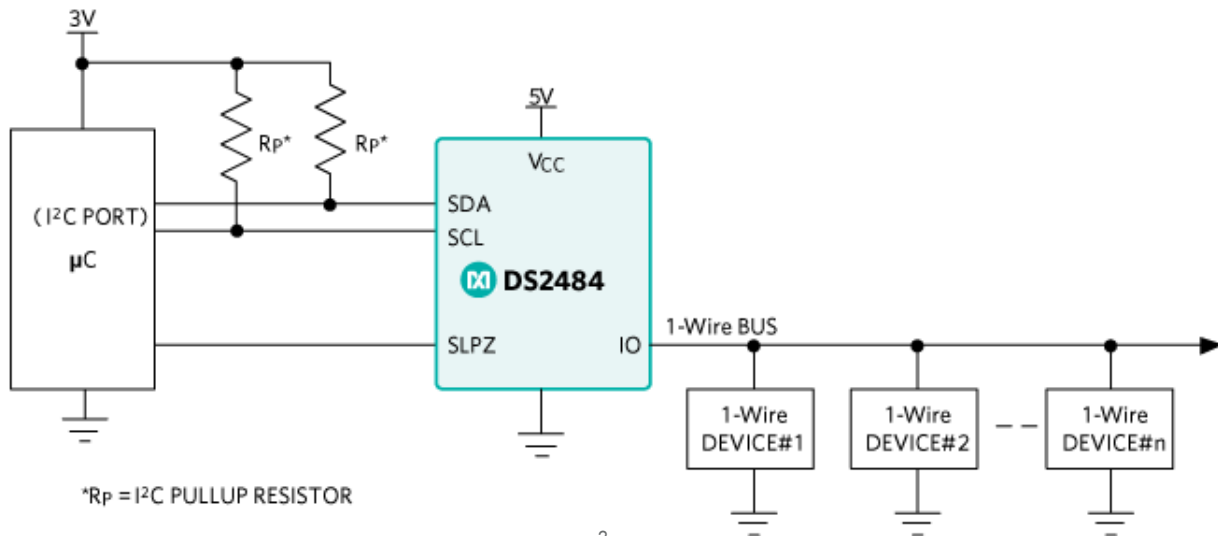 3V
5V
RP*
RP*
VCC
(I²C PORT)
µC
SDA
SCL
DS2484
SLPZ
IO
1-Wire BUS
1-Wire
DEVICE#1
1-Wire
DEVICE#2
1-Wire
DEVICE#n
*RP = I²C PULLUP RESISTOR